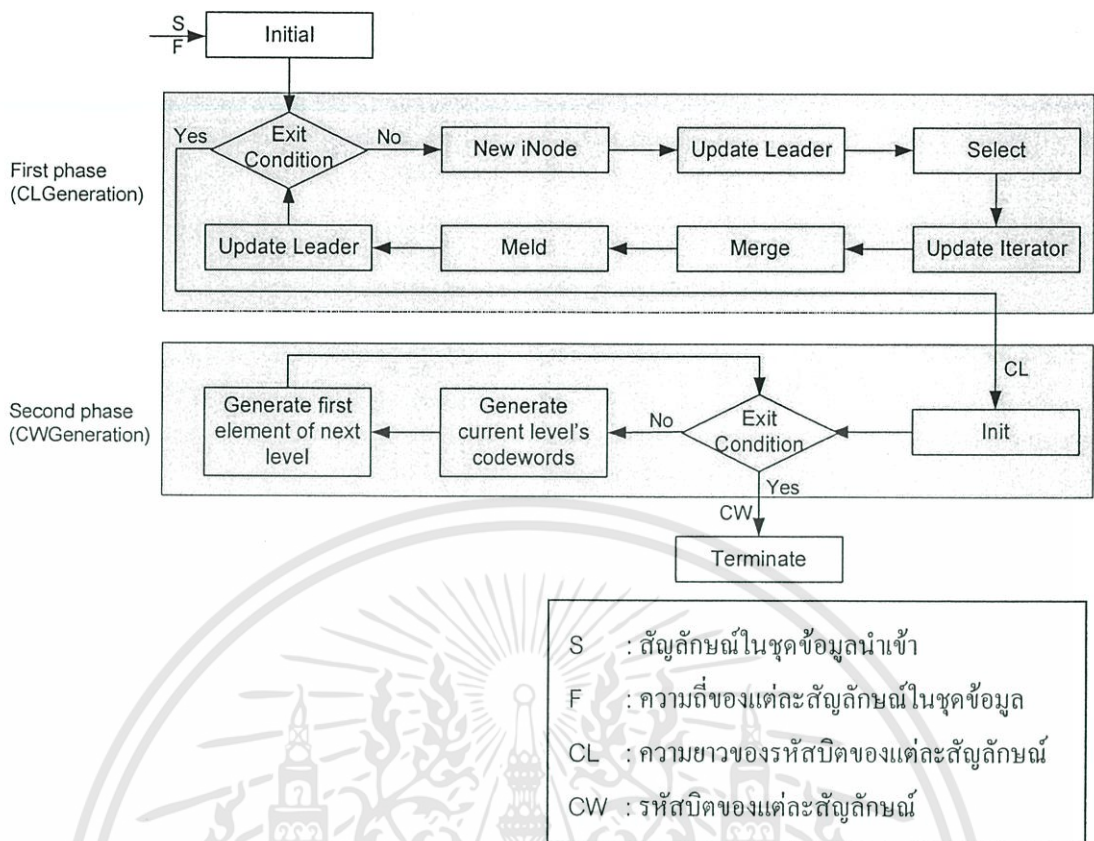 S
F
Initial
First phase
(CLGeneration)
Yes
Exit
Condition
No
New iNode
Update Leader
Select
Update Leader
Meld
Merge
Update Iterator
CL
Second phase
(CWGeneration)
Generate first
element of next
level
Generate
current level's
codewords
No
Exit
Condition
Init
Yes
CW
Terminate
S : สัญลักษณ์ในชุดข้อมูลนำเข้า
F : ความถี่ของแต่ละสัญลักษณ์ในชุดข้อมูล
CL : ความยาวของรหัสบิตของแต่ละสัญลักษณ์
CW : รหัสบิตของแต่ละสัญลักษณ์